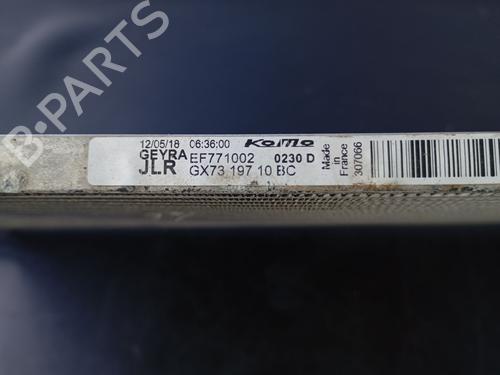 B-PARTS
12/05/18 06:36:00 KoMo
GEYRA EF771002 0230 D
JLR GX73 197 10 BC
Made
in
France
307066